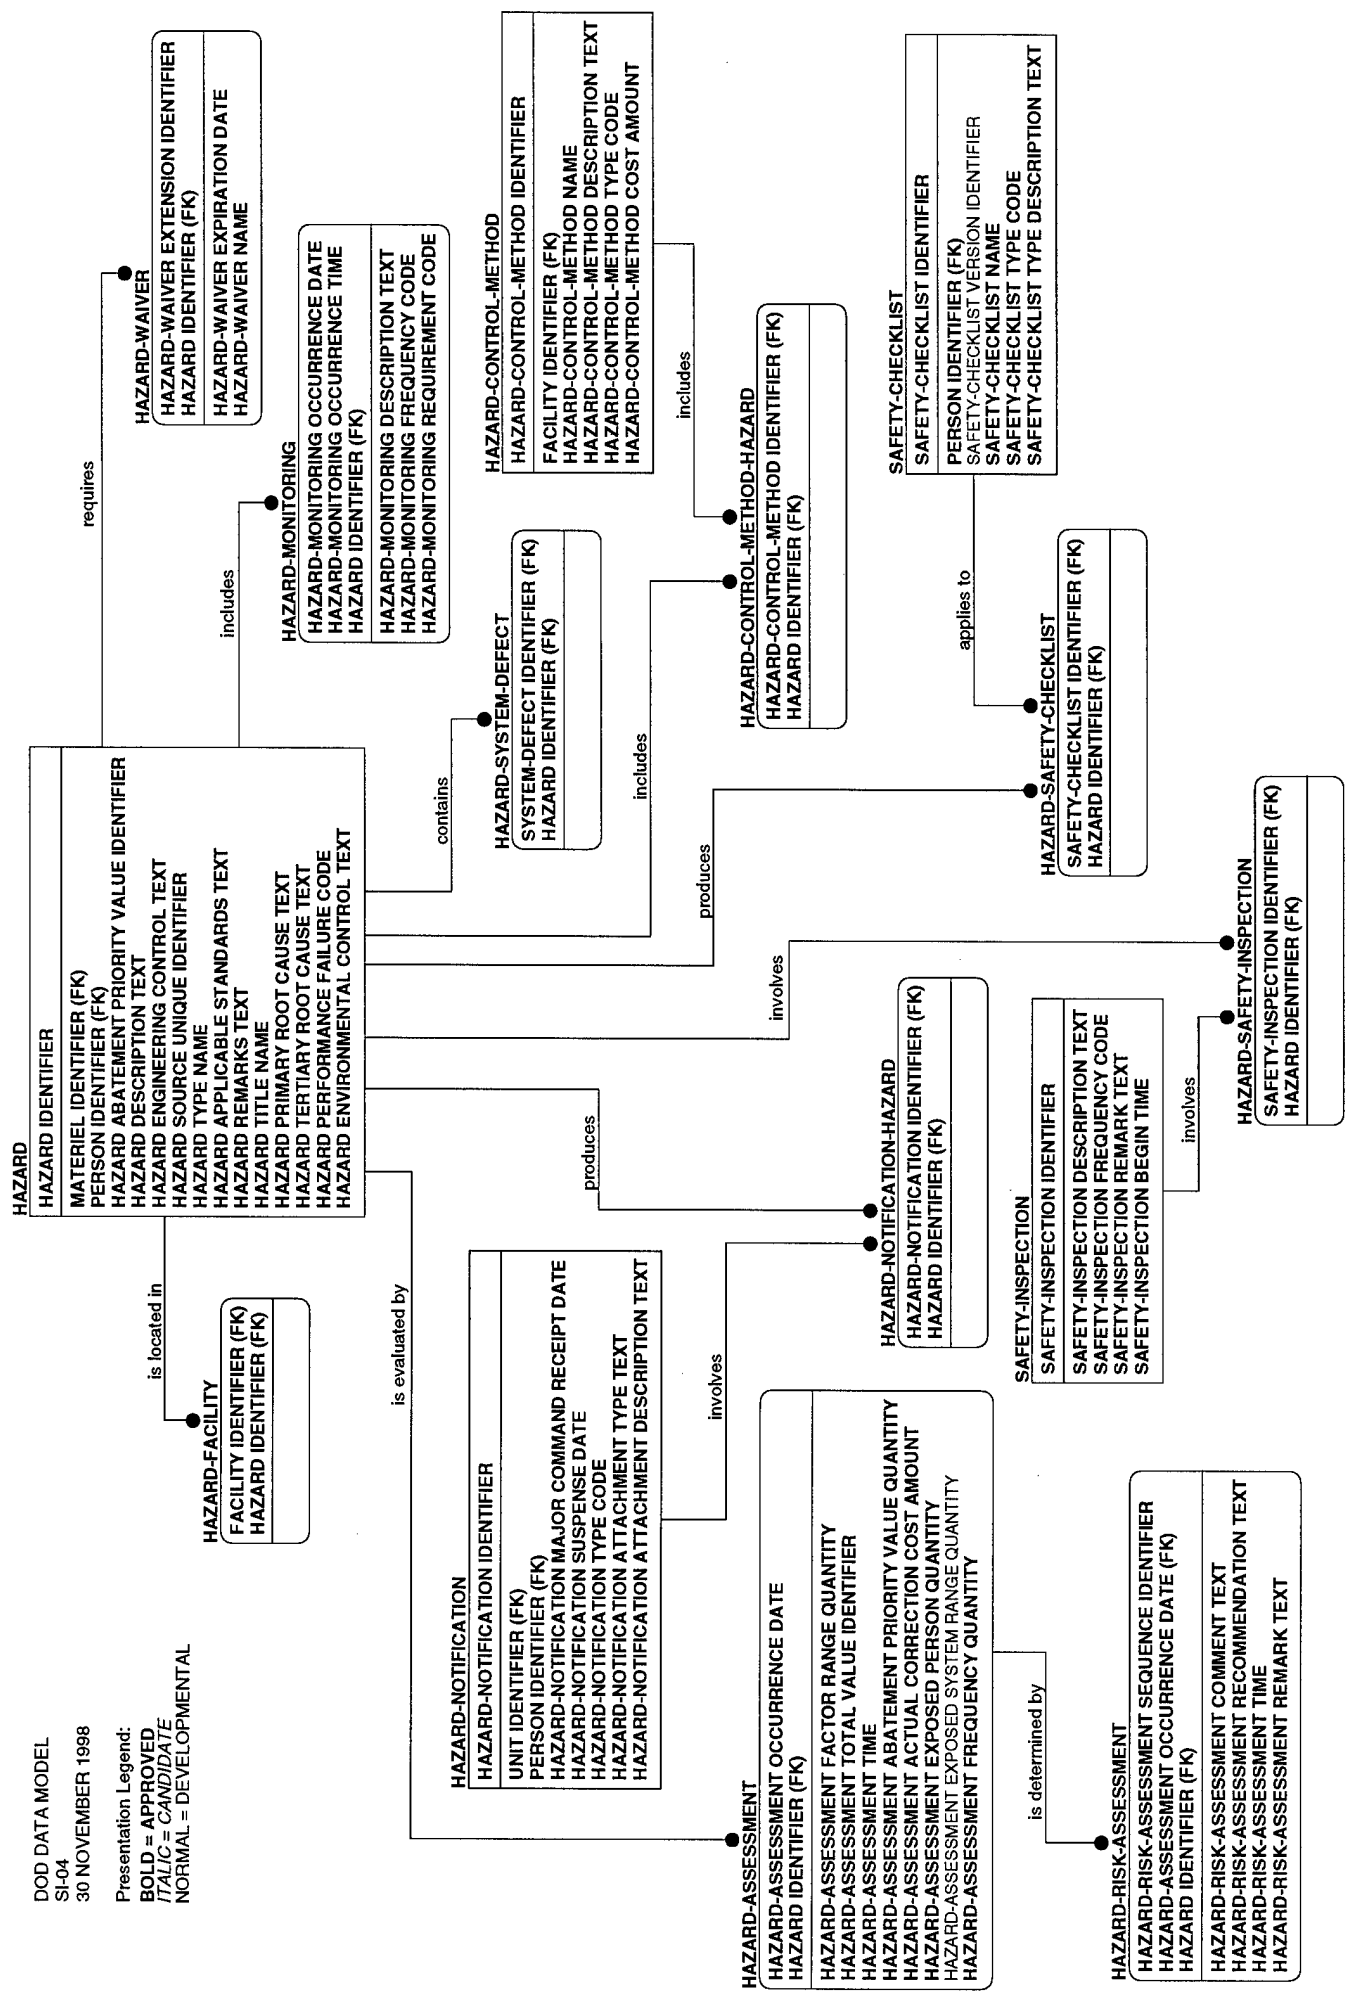 DOD DATA MODEL
SI-04
30 NOVEMBER 1998
Presentation Legend:
BOLD = APPROVED
ITALIC = CANDIDATE
NORMAL = DEVELOPMENTAL
HAZARD
HAZARD IDENTIFIER
MATERIEL IDENTIFIER (FK)
PERSON IDENTIFIER (FK)
HAZARD ABATEMENT PRIORITY VALUE IDENTIFIER
HAZARD DESCRIPTION TEXT
HAZARD ENGINEERING CONTROL TEXT
HAZARD SOURCE UNIQUE IDENTIFIER
HAZARD TYPE NAME
HAZARD APPLICABLE STANDARDS TEXT
HAZARD REMARKS TEXT
HAZARD TITLE NAME
HAZARD PRIMARY ROOT CAUSE TEXT
HAZARD TERTIARY ROOT CAUSE TEXT
HAZARD PERFORMANCE FAILURE CODE
HAZARD ENVIRONMENTAL CONTROL TEXT
requires
HAZARD-WAIVER
HAZARD-WAIVER EXTENSION IDENTIFIER
HAZARD IDENTIFIER (FK)
HAZARD-WAIVER EXPIRATION DATE
HAZARD-WAIVER NAME
includes
HAZARD-MONITORING
HAZARD-MONITORING OCCURRENCE DATE
HAZARD-MONITORING OCCURRENCE TIME
HAZARD IDENTIFIER (FK)
HAZARD-MONITORING DESCRIPTION TEXT
HAZARD-MONITORING FREQUENCY CODE
HAZARD-MONITORING REQUIREMENT CODE
is located in
HAZARD-FACILITY
FACILITY IDENTIFIER (FK)
HAZARD IDENTIFIER (FK)
is evaluated by
contains
HAZARD-SYSTEM-DEFECT
SYSTEM-DEFECT IDENTIFIER (FK)
HAZARD IDENTIFIER (FK)
HAZARD-CONTROL-METHOD
HAZARD-CONTROL-METHOD IDENTIFIER
FACILITY IDENTIFIER (FK)
HAZARD-CONTROL-METHOD NAME
HAZARD-CONTROL-METHOD DESCRIPTION TEXT
HAZARD-CONTROL-METHOD TYPE CODE
HAZARD-CONTROL-METHOD COST AMOUNT
HAZARD-NOTIFICATION
HAZARD-NOTIFICATION IDENTIFIER
UNIT IDENTIFIER (FK)
PERSON IDENTIFIER (FK)
HAZARD-NOTIFICATION MAJOR COMMAND RECEIPT DATE
HAZARD-NOTIFICATION SUSPENSE DATE
HAZARD-NOTIFICATION TYPE CODE
HAZARD-NOTIFICATION ATTACHMENT TYPE TEXT
HAZARD-NOTIFICATION ATTACHMENT DESCRIPTION TEXT
produces
includes
includes
involves
produces
involves
HAZARD-CONTROL-METHOD-HAZARD
HAZARD-CONTROL-METHOD IDENTIFIER (FK)
HAZARD IDENTIFIER (FK)
HAZARD-ASSESSMENT
HAZARD-ASSESSMENT OCCURRENCE DATE
HAZARD IDENTIFIER (FK)
HAZARD-ASSESSMENT FACTOR RANGE QUANTITY
HAZARD-ASSESSMENT TOTAL VALUE IDENTIFIER
HAZARD-ASSESSMENT TIME
HAZARD-ASSESSMENT ABATEMENT PRIORITY VALUE QUANTITY
HAZARD-ASSESSMENT ACTUAL CORRECTION COST AMOUNT
HAZARD-ASSESSMENT EXPOSED PERSON QUANTITY
HAZARD-ASSESSMENT EXPOSED SYSTEM RANGE QUANTITY
HAZARD-ASSESSMENT FREQUENCY QUANTITY
HAZARD-NOTIFICATION-HAZARD
HAZARD-NOTIFICATION IDENTIFIER (FK)
HAZARD IDENTIFIER (FK)
SAFETY-CHECKLIST
SAFETY-CHECKLIST IDENTIFIER
PERSON IDENTIFIER (FK)
SAFETY-CHECKLIST VERSION IDENTIFIER
SAFETY-CHECKLIST NAME
SAFETY-CHECKLIST TYPE CODE
SAFETY-CHECKLIST TYPE DESCRIPTION TEXT
applies to
HAZARD-SAFETY-CHECKLIST
SAFETY-CHECKLIST IDENTIFIER (FK)
HAZARD IDENTIFIER (FK)
SAFETY-INSPECTION
SAFETY-INSPECTION IDENTIFIER
SAFETY-INSPECTION DESCRIPTION TEXT
SAFETY-INSPECTION FREQUENCY CODE
SAFETY-INSPECTION REMARK TEXT
SAFETY-INSPECTION BEGIN TIME
involves
HAZARD-SAFETY-INSPECTION
SAFETY-INSPECTION IDENTIFIER (FK)
HAZARD IDENTIFIER (FK)
is determined by
HAZARD-RISK-ASSESSMENT
HAZARD-RISK-ASSESSMENT SEQUENCE IDENTIFIER
HAZARD-ASSESSMENT OCCURRENCE DATE (FK)
HAZARD IDENTIFIER (FK)
HAZARD-RISK-ASSESSMENT COMMENT TEXT
HAZARD-RISK-ASSESSMENT RECOMMENDATION TEXT
HAZARD-RISK-ASSESSMENT TIME
HAZARD-RISK-ASSESSMENT REMARK TEXT